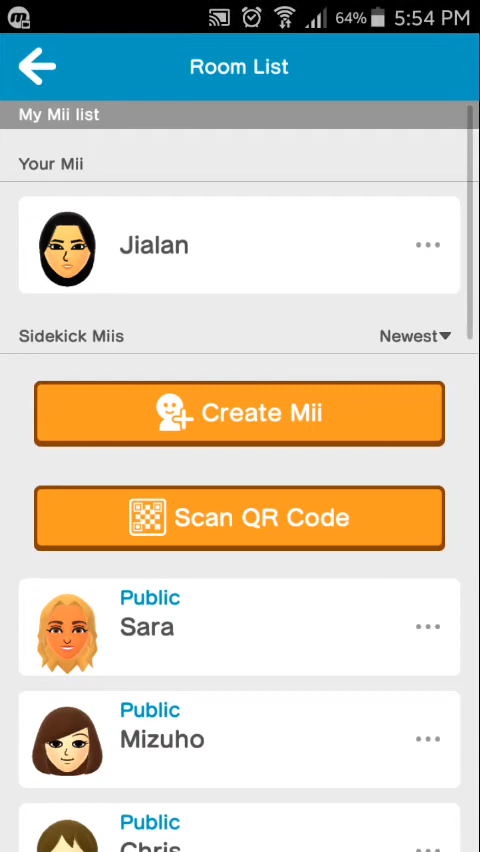 64% 5:54 PM
Room List
My Mii list
Your Mii
Jialan
Sidekick Miis Newest
Create Mii
Scan QR Code
Public
Sara
Public
Mizuho
Public
Chris